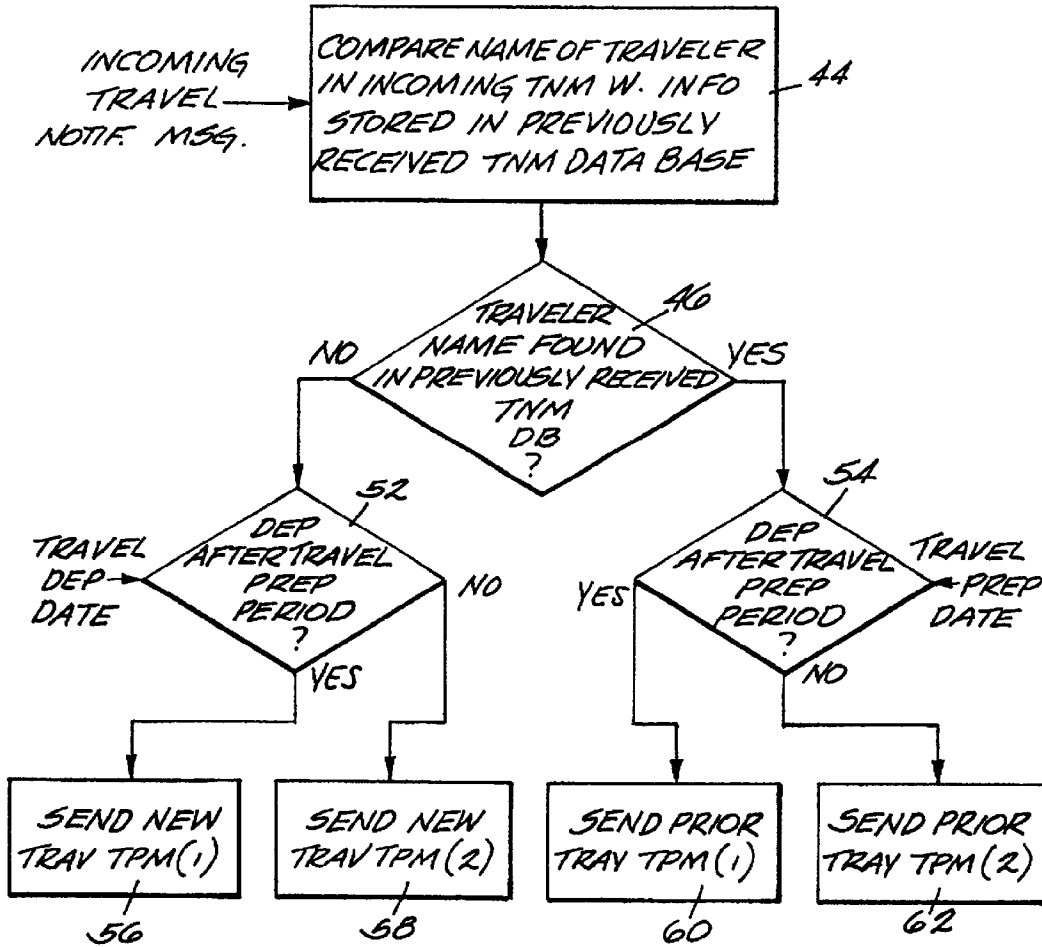 INCOMING
TRAVEL
NOTIF. MSG.
COMPARE NAME OF TRAVELER
IN INCOMING TNM W. INFO
STORED IN PREVIOUSLY
RECEIVED TNM DATA BASE
44
TRAVELER
NAME FOUND
IN PREVIOUSLY RECEIVED
TNM
DB
?
46
NO
YES
TRAVEL
DEP
DATE
DEP
AFTER TRAVEL
PREP
PERIOD
?
52
NO
YES
DEP
AFTER TRAVEL
PREP
PERIOD
?
54
TRAVEL
PREP
DATE
YES
NO
SEND NEW
TRAV TPM(1)
56
SEND NEW
TRAV TPM(2)
58
SEND PRIOR
TRAV TPM(1)
60
SEND PRIOR
TRAV TPM(2)
62